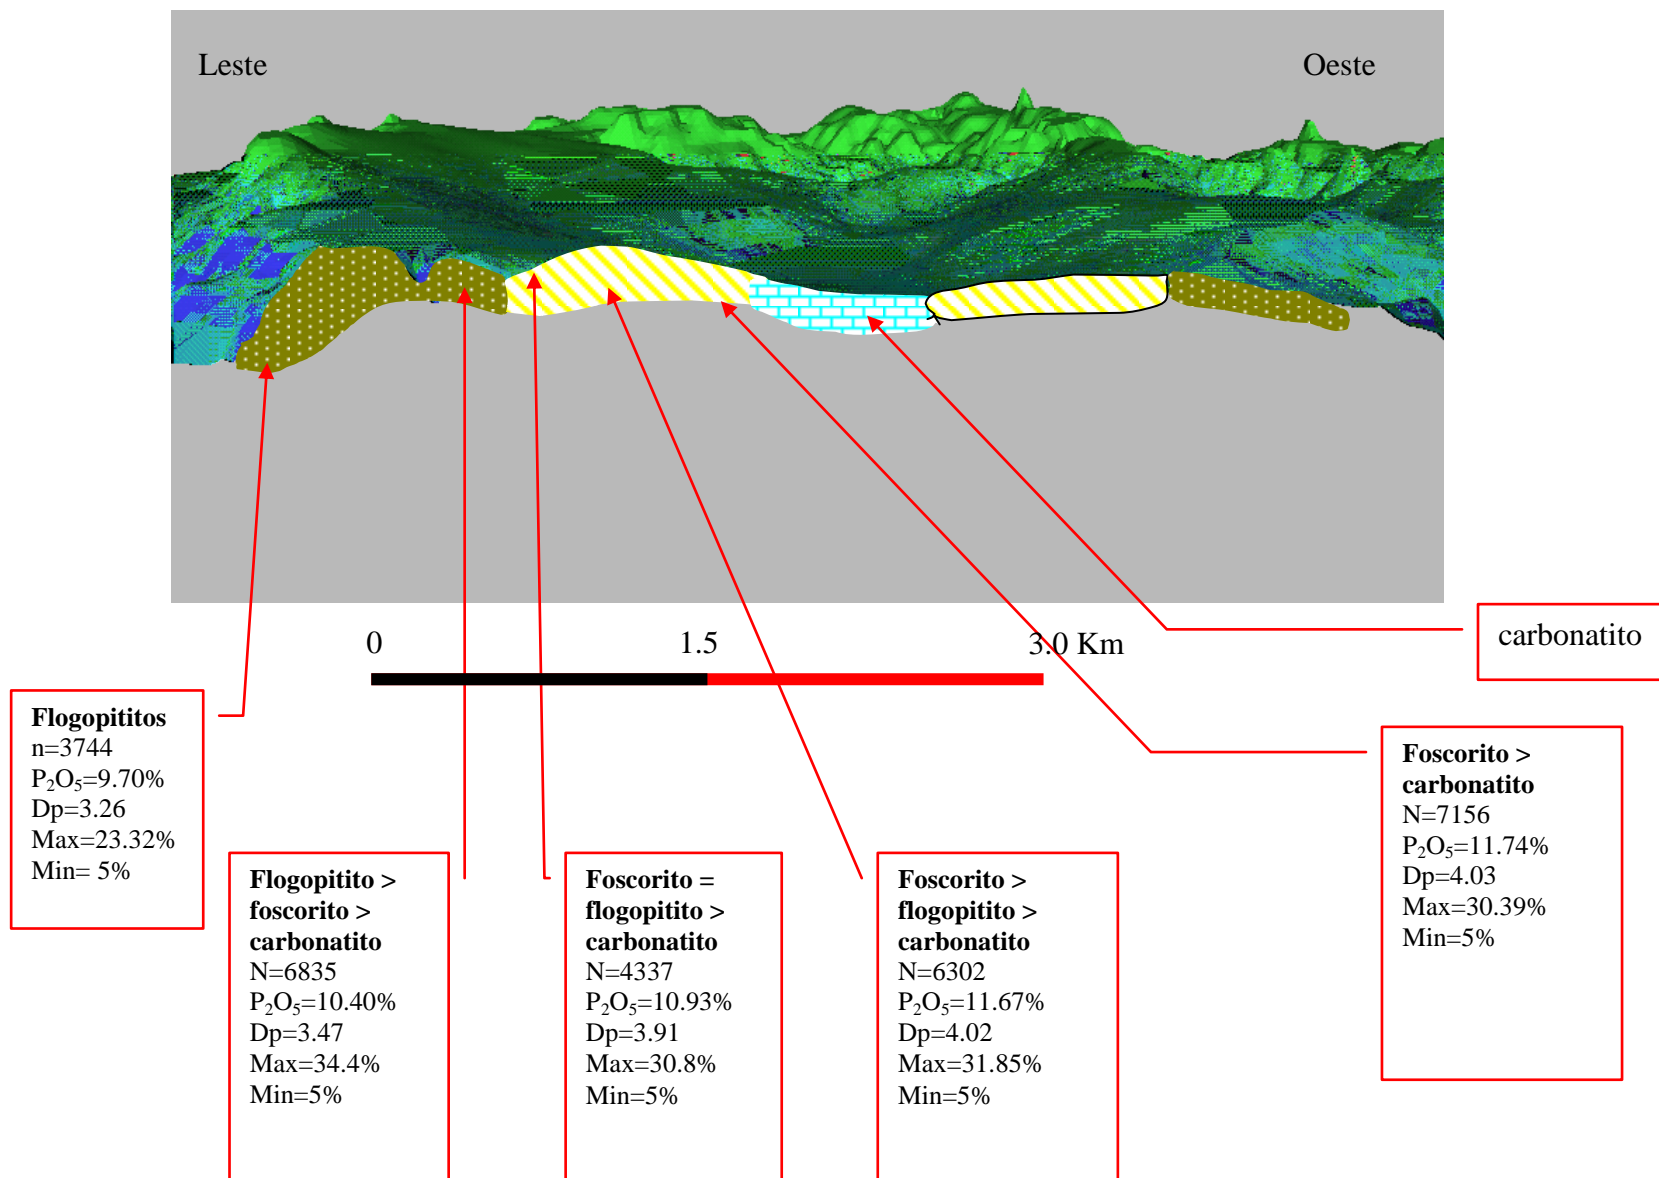 Leste
Oeste
0
1.5
3.0 Km
carbonatito
Flogopititos
n=3744
P₂O₅=9.70%
Dp=3.26
Max=23.32%
Min= 5%
Flogopitito >
foscorito >
carbonatito
N=6835
P₂O₅=10.40%
Dp=3.47
Max=34.4%
Min=5%
Foscorito =
flogopitito >
carbonatito
N=4337
P₂O₅=10.93%
Dp=3.91
Max=30.8%
Min=5%
Foscorito >
flogopitito >
carbonatito
N=6302
P₂O₅=11.67%
Dp=4.02
Max=31.85%
Min=5%
Foscorito >
carbonatito
N=7156
P₂O₅=11.74%
Dp=4.03
Max=30.39%
Min=5%